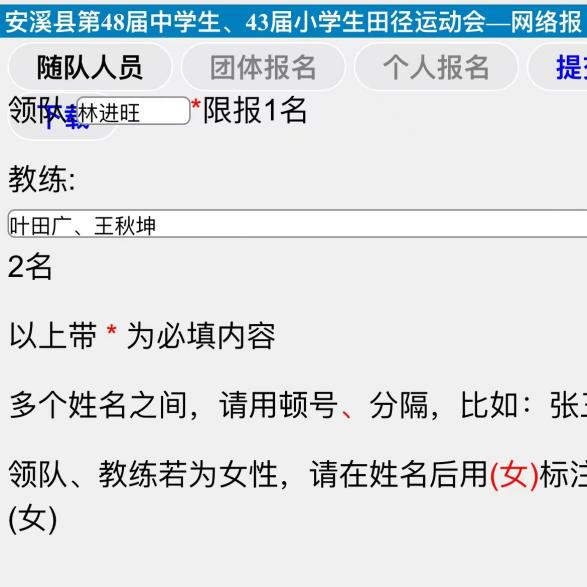 安溪县第48届中学生、43届小学生田径运动会—网络报
随队人员 团体报名 个人报名 提交
领队:林进旺*限报1名
下载
教练:
叶田广、王秋坤
2名
以上带 * 为必填内容
多个姓名之间，请用顿号、分隔，比如：张
领队、教练若为女性，请在姓名后用(女)标注
(女)